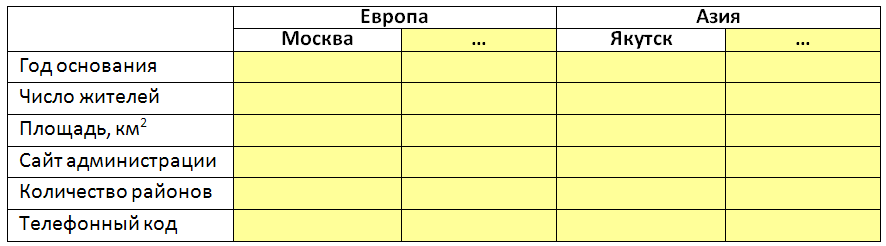 Европа Азия
Москва ... Якутск ...
Год основания
Число жителей
Площадь, км²
Сайт администрации
Количество районов
Телефонный код